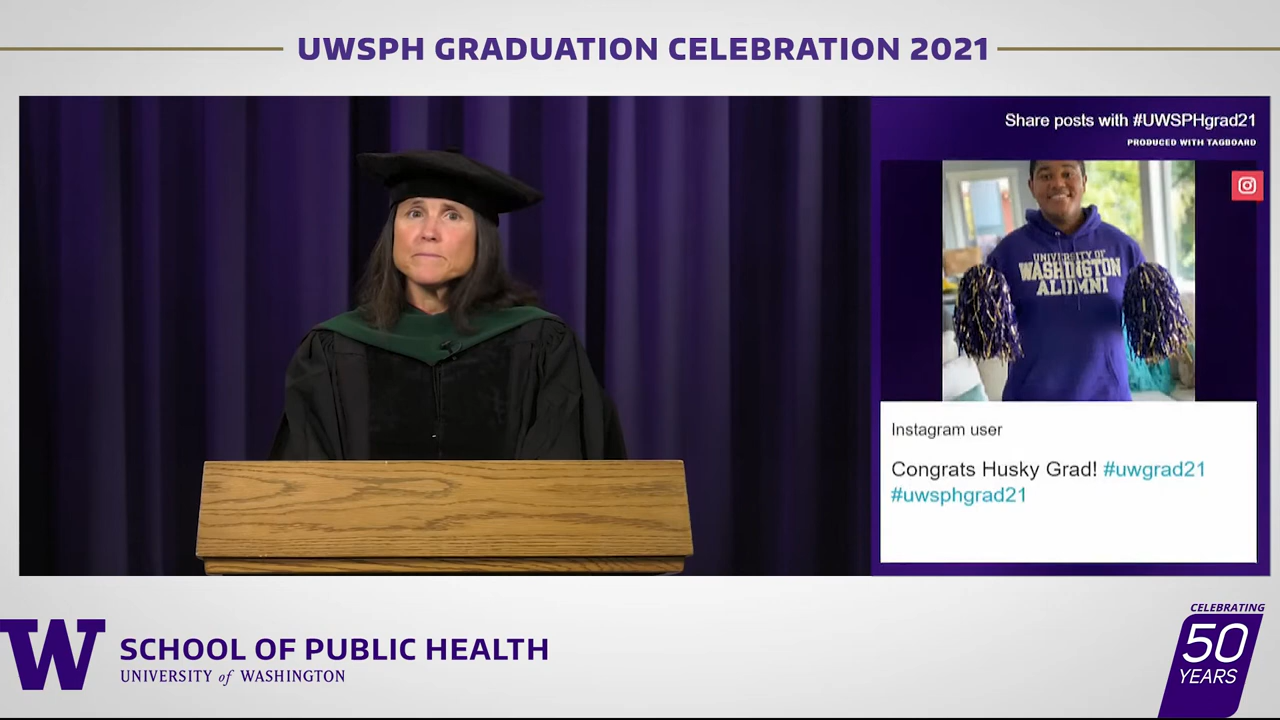 UWSPH GRADUATION CELEBRATION 2021
Share posts with #UWSPHgrad21
PRODUCED WITH TAGBOARD
UNIVERSITY OF
WASHINGTON
ALUMNI
Instagram user
Congrats Husky Grad! #uwgrad21
#uwsphgrad21
W
SCHOOL OF PUBLIC HEALTH
UNIVERSITY of WASHINGTON
CELEBRATING
50
YEARS